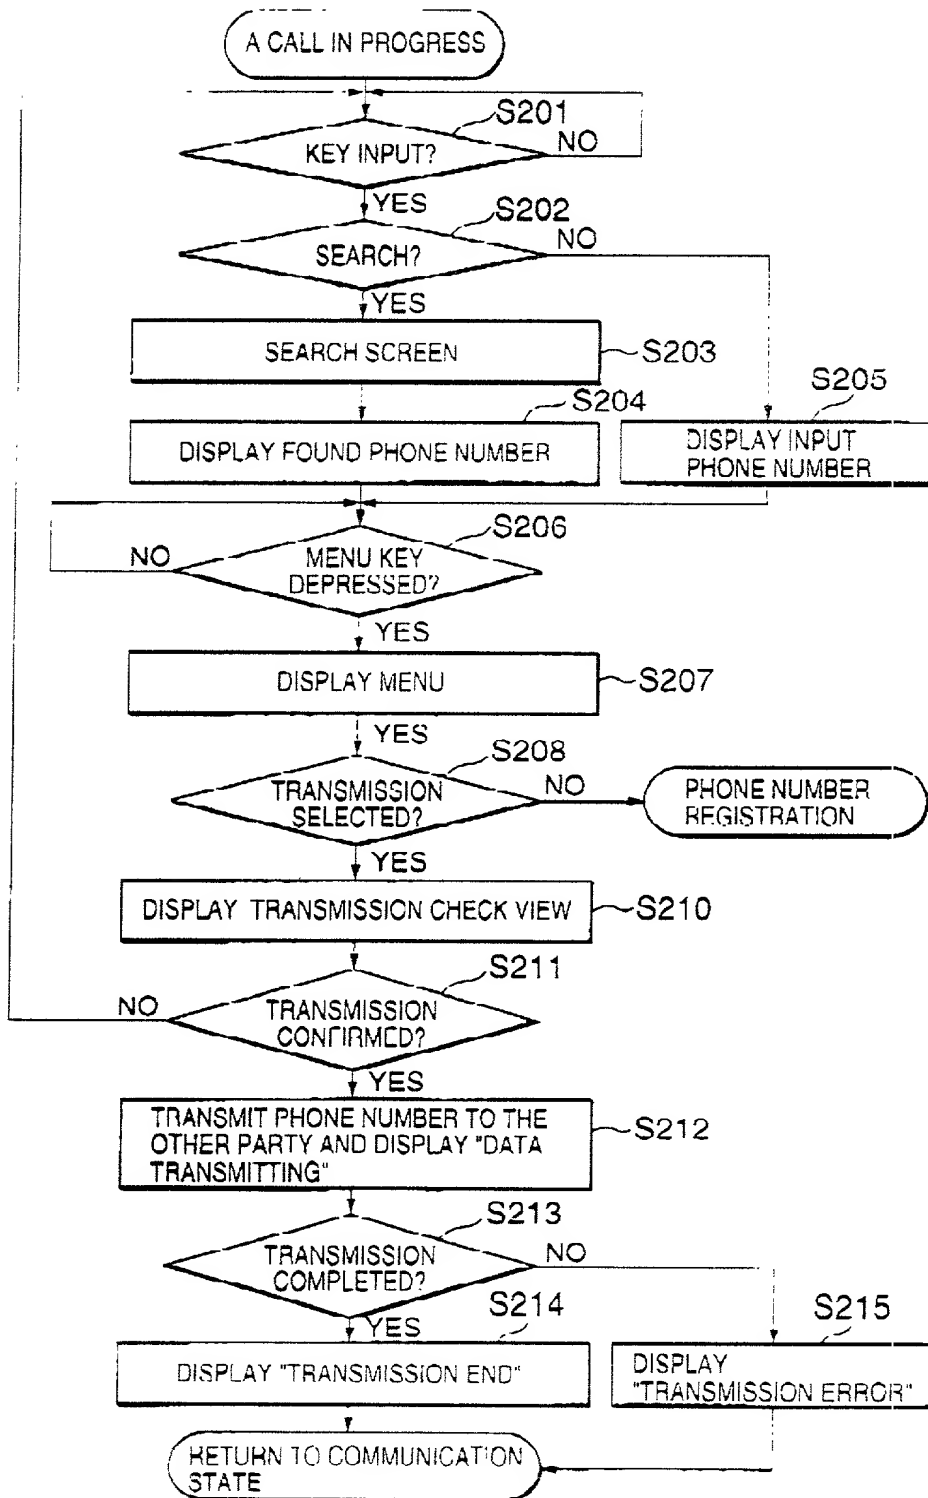 A CALL IN PROGRESS
S201
KEY INPUT?
NO
YES
S202
SEARCH?
NO
YES
SEARCH SCREEN
S203
S204
S205
DISPLAY FOUND PHONE NUMBER
DISPLAY INPUT
PHONE NUMBER
S206
NO
MENU KEY
DEPRESSED?
YES
DISPLAY MENU
S207
YES
S208
TRANSMISSION
SELECTED?
NO
PHONE NUMBER
REGISTRATION
YES
DISPLAY TRANSMISSION CHECK VIEW
S210
S211
NO
TRANSMISSION
CONFIRMED?
YES
TRANSMIT PHONE NUMBER TO THE
OTHER PARTY AND DISPLAY "DATA
TRANSMITTING"
S212
S213
TRANSMISSION
COMPLETED?
NO
S214
YES
S215
DISPLAY "TRANSMISSION END"
DISPLAY
"TRANSMISSION ERROR"
RETURN TO COMMUNICATION
STATE